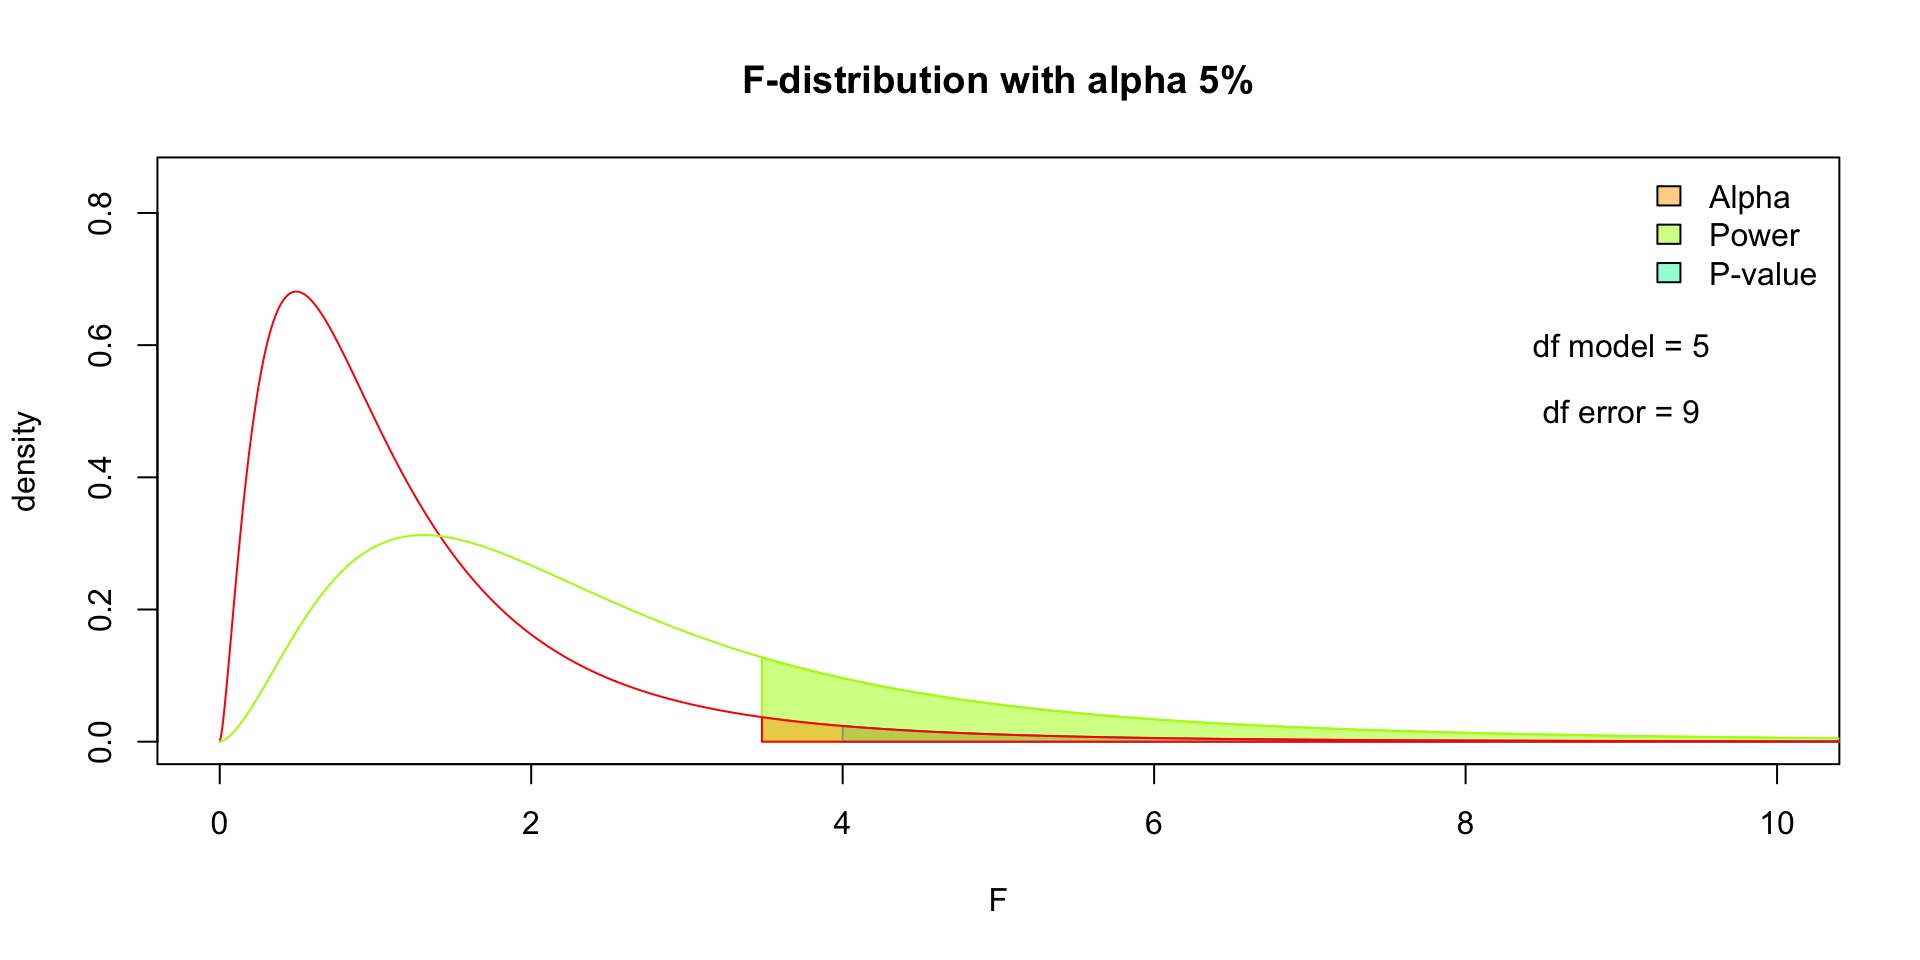 F-distribution with alpha 5%
Alpha
Power
P-value
df model = 5
df error = 9
density
0.8
0.6
0.4
0.2
0.0
0 2 4 6 8 10
F